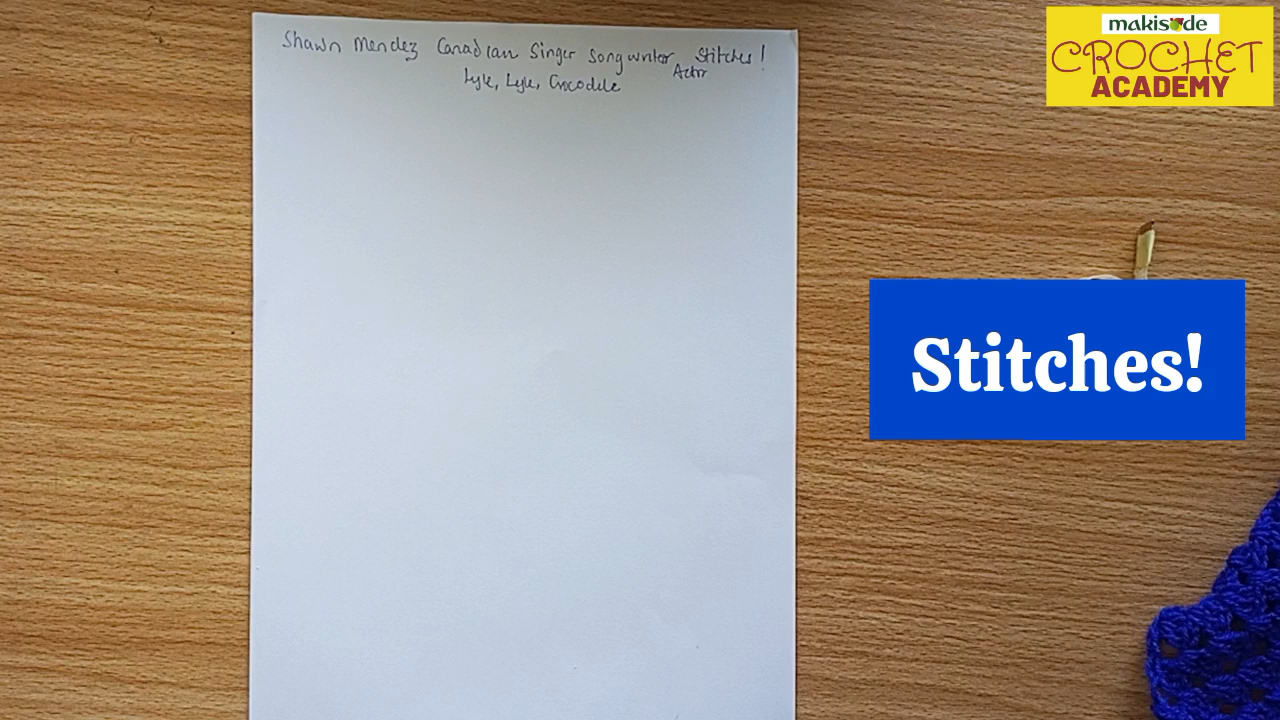 Shawn Mendez Canadian Singer Songwriter Stitches!
Actor
Lyle, Lyle, Crocodile
makisode
CROCHET
ACADEMY
Stitches!